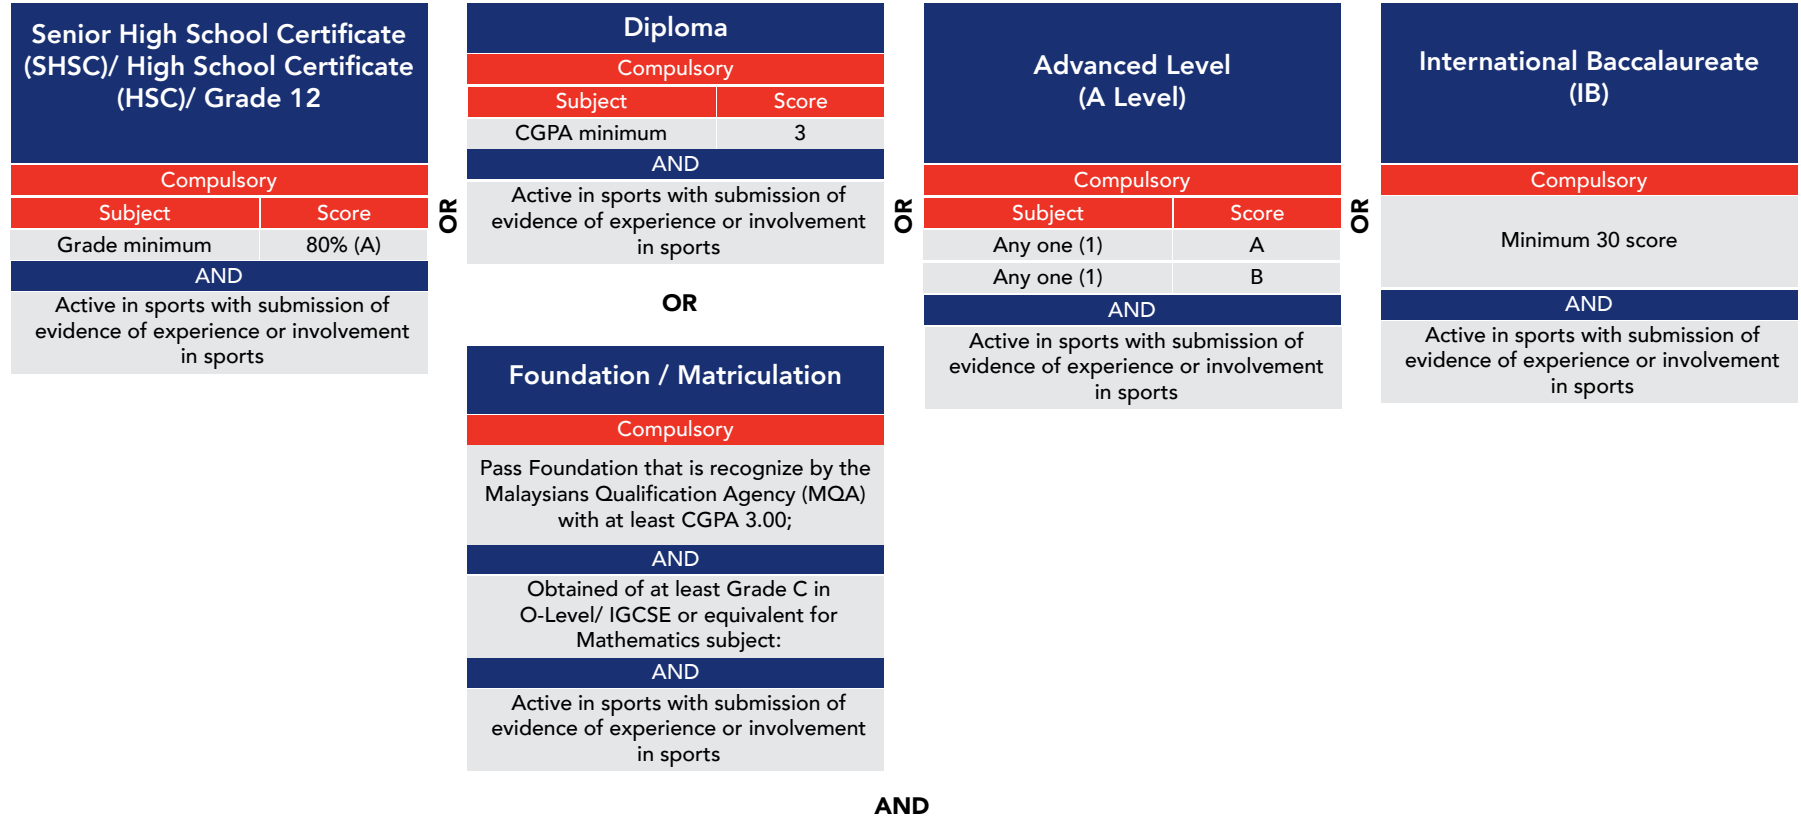 Senior High School Certificate
(SHSC)/ High School Certificate
(HSC)/ Grade 12
Compulsory
Subject Score
Grade minimum 80% (A)
AND
Active in sports with submission of
evidence of experience or involvement
in sports
OR
Diploma
Compulsory
Subject Score
CGPA minimum 3
AND
Active in sports with submission of
evidence of experience or involvement
in sports
OR
Foundation / Matriculation
Compulsory
Pass Foundation that is recognize by the
Malaysians Qualification Agency (MQA)
with at least CGPA 3.00;
AND
Obtained of at least Grade C in
O-Level/ IGCSE or equivalent for
Mathematics subject:
AND
Active in sports with submission of
evidence of experience or involvement
in sports
OR
Advanced Level
(A Level)
Compulsory
Subject Score
Any one (1) A
Any one (1) B
AND
Active in sports with submission of
evidence of experience or involvement
in sports
OR
International Baccalaureate
(IB)
Compulsory
Minimum 30 score
AND
Active in sports with submission of
evidence of experience or involvement
in sports
AND